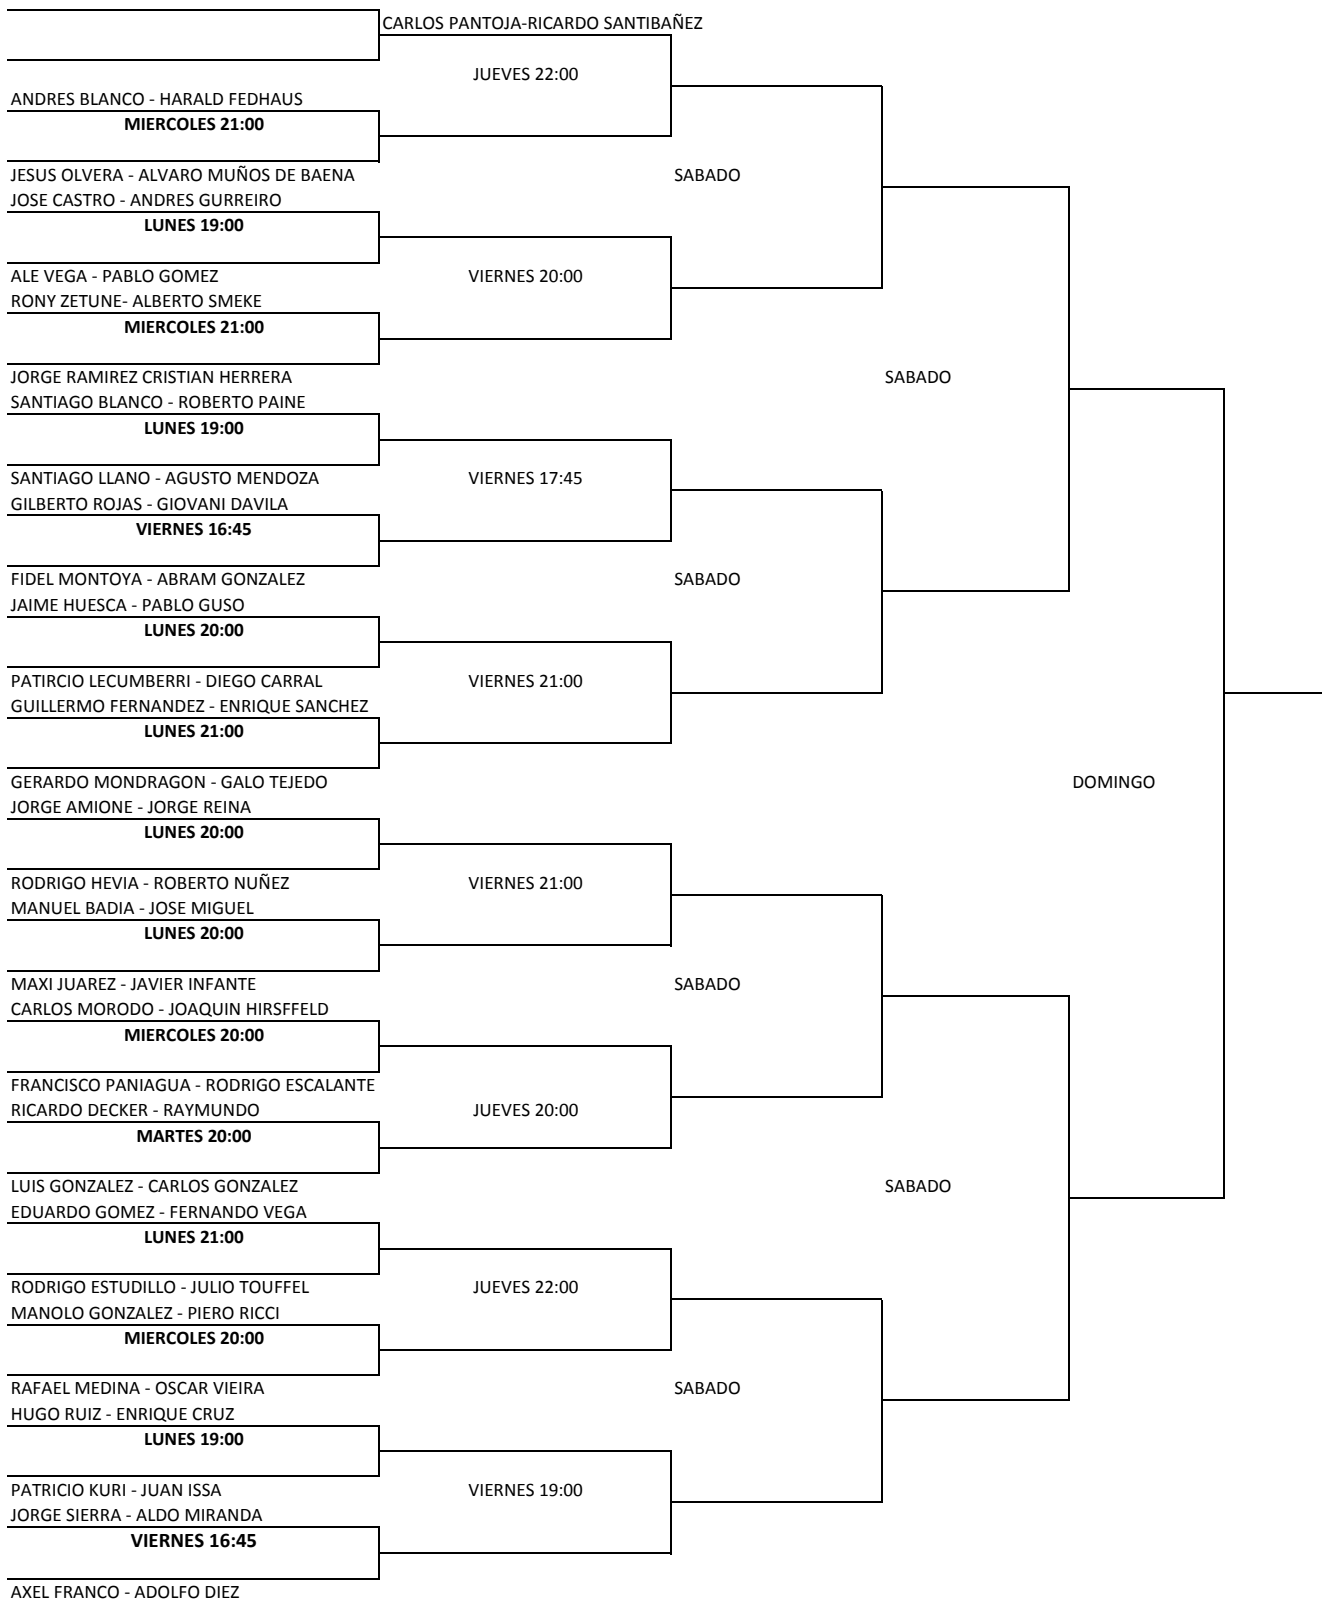 CARLOS PANTOJA-RICARDO SANTIBAÑEZ
JUEVES 22:00
ANDRES BLANCO - HARALD FEDHAUS
MIERCOLES 21:00
JESUS OLVERA - ALVARO MUÑOS DE BAENA
SABADO
JOSE CASTRO - ANDRES GURREIRO
LUNES 19:00
ALE VEGA - PABLO GOMEZ
VIERNES 20:00
RONY ZETUNE- ALBERTO SMEKE
MIERCOLES 21:00
JORGE RAMIREZ CRISTIAN HERRERA
SABADO
SANTIAGO BLANCO - ROBERTO PAINE
LUNES 19:00
SANTIAGO LLANO - AGUSTO MENDOZA
VIERNES 17:45
GILBERTO ROJAS - GIOVANI DAVILA
VIERNES 16:45
FIDEL MONTOYA - ABRAM GONZALEZ
SABADO
JAIME HUESCA - PABLO GUSO
LUNES 20:00
PATIRCIO LECUMBERRI - DIEGO CARRAL
VIERNES 21:00
GUILLERMO FERNANDEZ - ENRIQUE SANCHEZ
LUNES 21:00
GERARDO MONDRAGON - GALO TEJEDO
DOMINGO
JORGE AMIONE - JORGE REINA
LUNES 20:00
RODRIGO HEVIA - ROBERTO NUÑEZ
VIERNES 21:00
MANUEL BADIA - JOSE MIGUEL
LUNES 20:00
MAXI JUAREZ - JAVIER INFANTE
SABADO
CARLOS MORODO - JOAQUIN HIRSFFELD
MIERCOLES 20:00
FRANCISCO PANIAGUA - RODRIGO ESCALANTE
RICARDO DECKER - RAYMUNDO
JUEVES 20:00
MARTES 20:00
LUIS GONZALEZ - CARLOS GONZALEZ
SABADO
EDUARDO GOMEZ - FERNANDO VEGA
LUNES 21:00
RODRIGO ESTUDILLO - JULIO TOUFFEL
JUEVES 22:00
MANOLO GONZALEZ - PIERO RICCI
MIERCOLES 20:00
RAFAEL MEDINA - OSCAR VIEIRA
SABADO
HUGO RUIZ - ENRIQUE CRUZ
LUNES 19:00
PATRICIO KURI - JUAN ISSA
VIERNES 19:00
JORGE SIERRA - ALDO MIRANDA
VIERNES 16:45
AXEL FRANCO - ADOLFO DIEZ